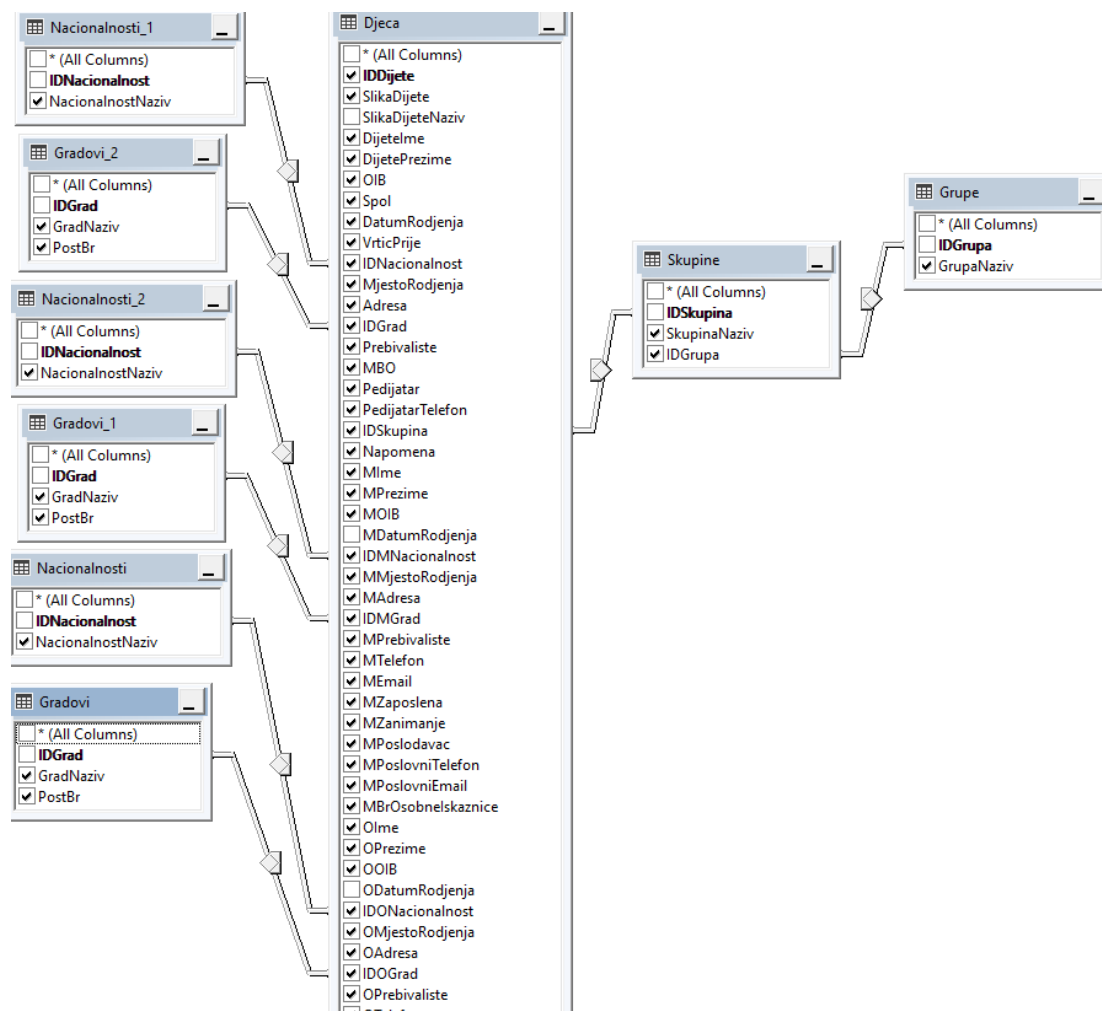 Nacionalnosti_1
* (All Columns)
IDNacionalnost
NacionalnostNaziv
Gradovi_2
* (All Columns)
IDGrad
GradNaziv
PostBr
Nacionalnosti_2
* (All Columns)
IDNacionalnost
NacionalnostNaziv
Gradovi_1
* (All Columns)
IDGrad
GradNaziv
PostBr
Nacionalnosti
* (All Columns)
IDNacionalnost
NacionalnostNaziv
Gradovi
* (All Columns)
IDGrad
GradNaziv
PostBr
Djeca
* (All Columns)
IDDijete
SlikaDijete
SlikaDijeteNaziv
DijeteIme
DijetePrezime
OIB
Spol
DatumRodjenja
VrticPrije
IDNacionalnost
MjestoRodjenja
Adresa
IDGrad
Prebivaliste
MBO
Pedijatar
PedijatarTelefon
IDSkupina
Napomena
MIme
MPrezime
MOIB
MDatumRodjenja
IDMNacionalnost
MMjestoRodjenja
MAdresa
IDMGrad
MPrebivaliste
MTelefon
MEmail
MZaposlena
MZanimanje
MPoslodavac
MPoslovniTelefon
MPoslovniEmail
MBrOsobneIskaznice
OIme
OPrezime
OOIB
ODatumRodjenja
IDONacionalnost
OMjestoRodjenja
OAdresa
IDOGrad
OPrebivaliste
Skupine
* (All Columns)
IDSkupina
SkupinaNaziv
IDGrupa
Grupe
* (All Columns)
IDGrupa
GrupaNaziv